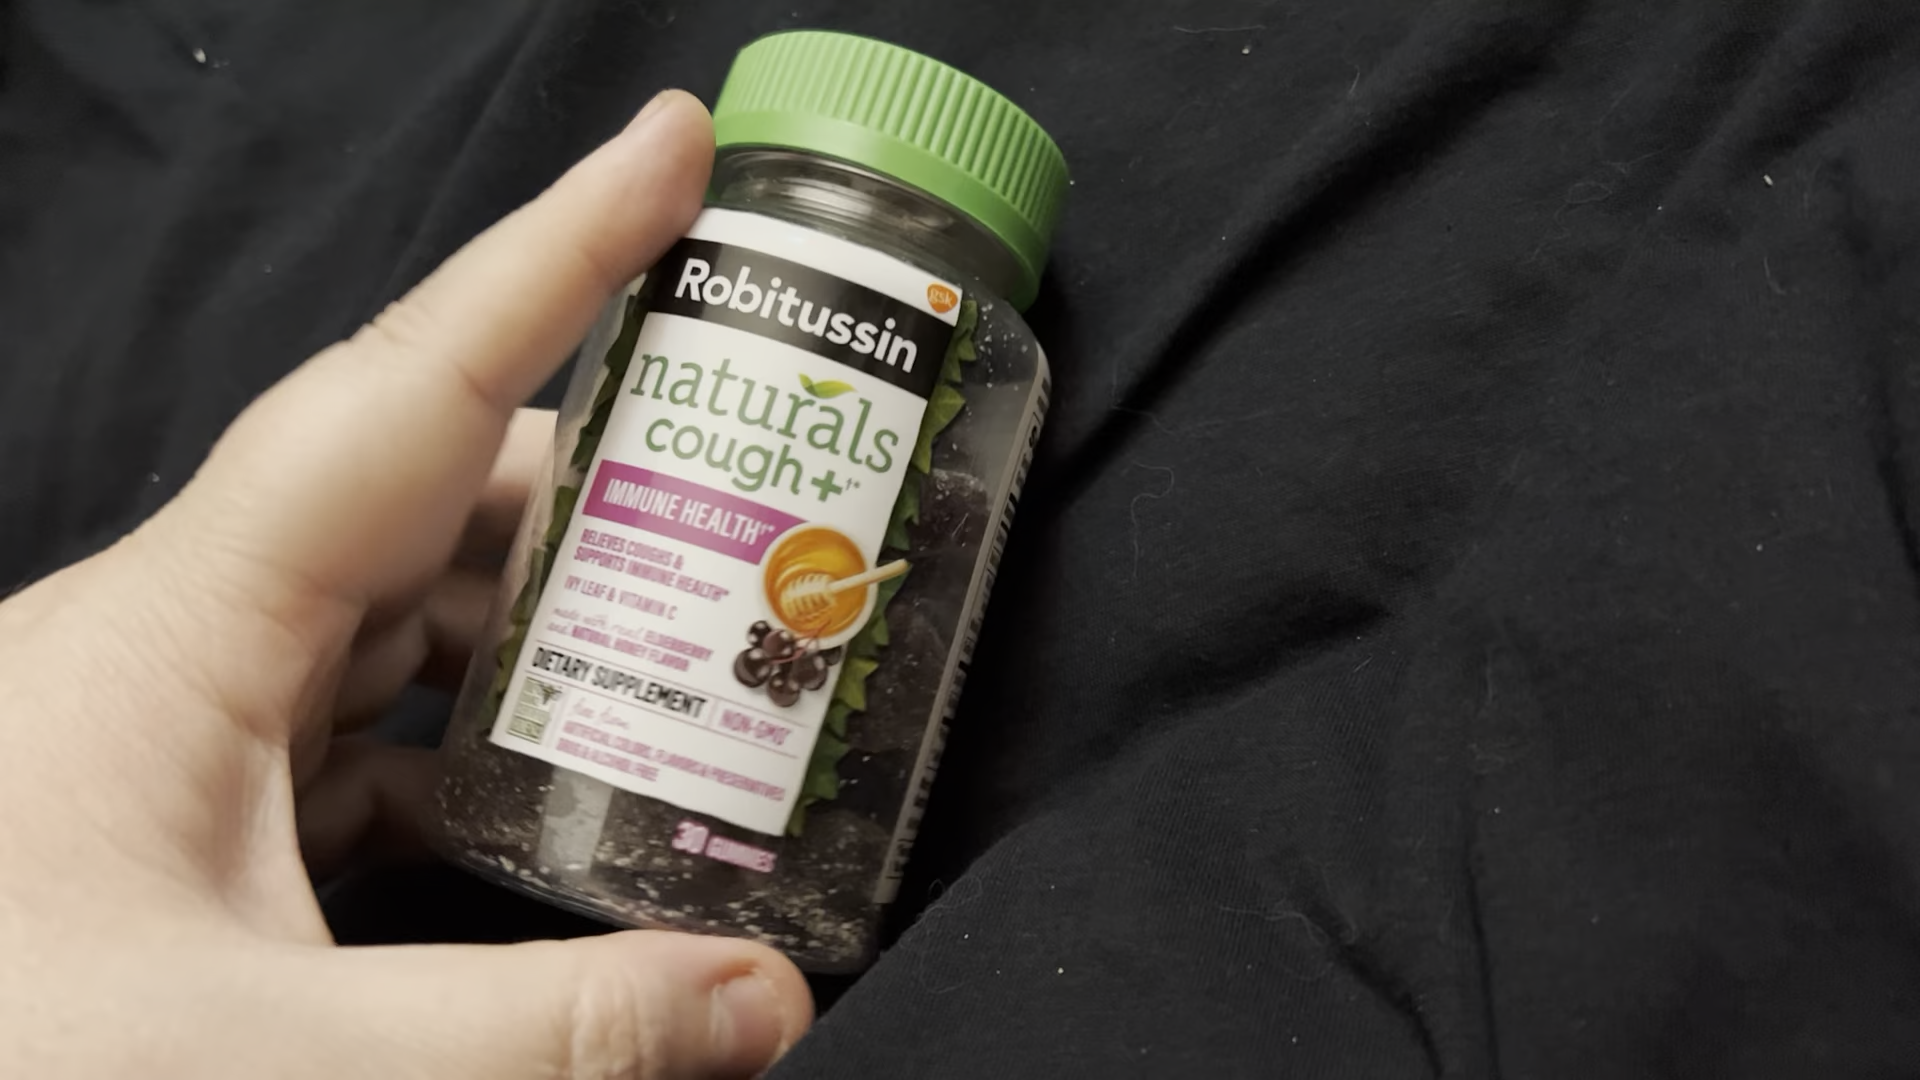 Robitussin
gsk
naturals
cough+†*
IMMUNE HEALTH†*
RELIEVES COUGHS &
SUPPORTS IMMUNE HEALTH†*
IVY LEAF & VITAMIN C
made with real ELDERBERRY
and NATURAL HONEY FLAVOR
DIETARY SUPPLEMENT
NON-GMO
free from
ARTIFICIAL COLORS, FLAVORS & PRESERVATIVES
DRUG & ALCOHOL FREE
30 GUMMIES